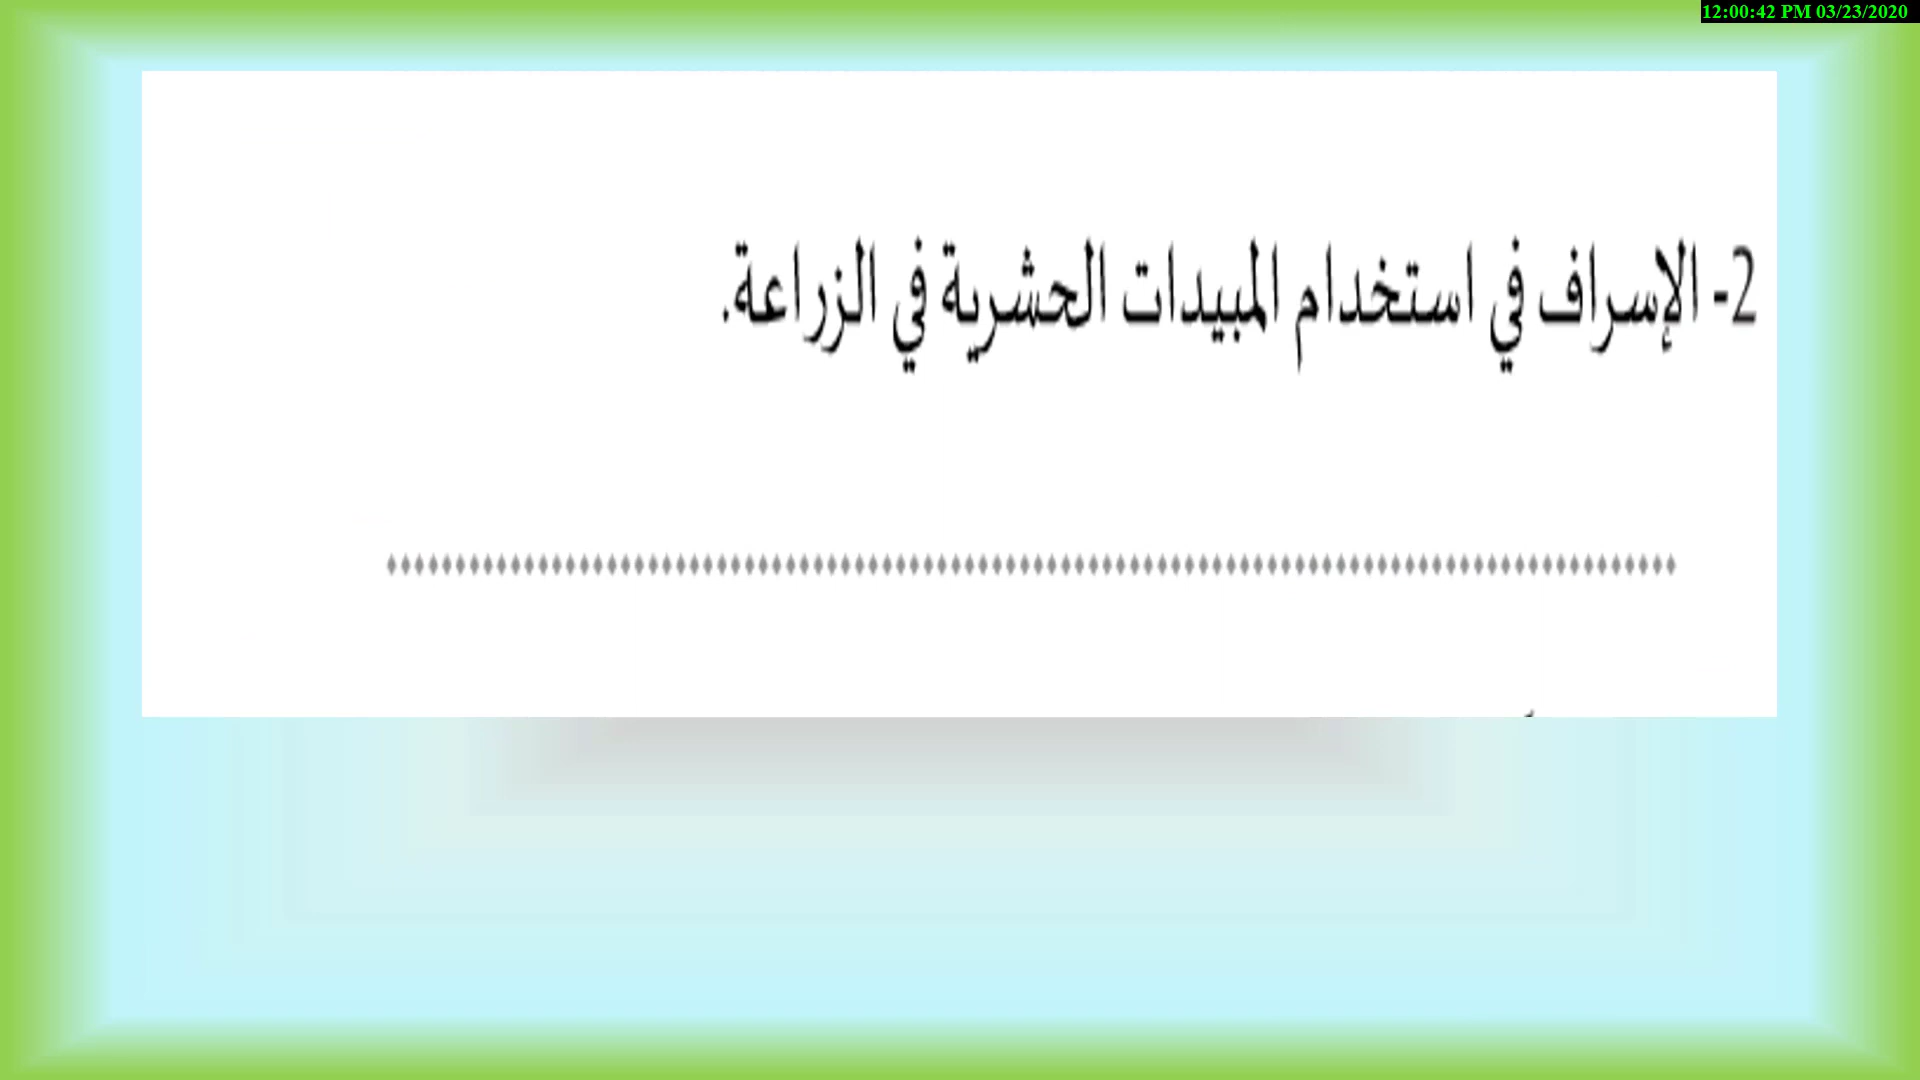 12:00:42 PM 03/23/2020
2- الإسراف في استخدام المبيدات الحشرية في الزراعة.